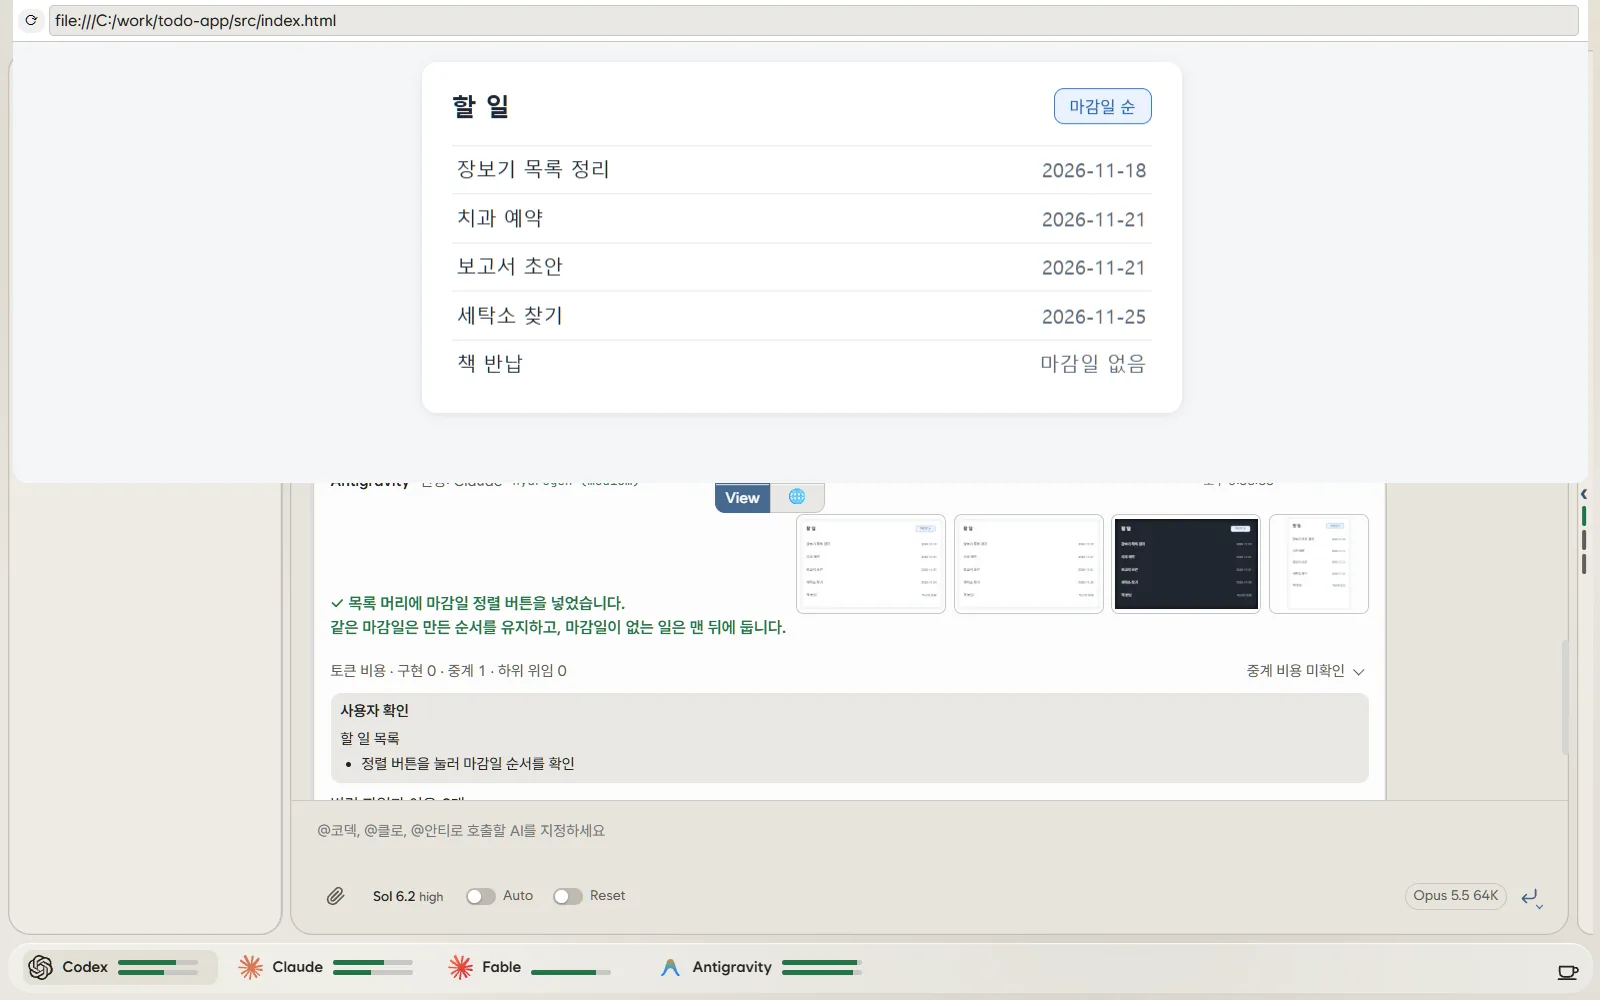 file:///C:/work/todo-app/src/index.html
할 일
마감일 순
장보기 목록 정리 2026-11-18
치과 예약 2026-11-21
보고서 초안 2026-11-21
세탁소 찾기 2026-11-25
책 반납 마감일 없음
View
✓ 목록 머리에 마감일 정렬 버튼을 넣었습니다.
같은 마감일은 만든 순서를 유지하고, 마감일이 없는 일은 맨 뒤에 둡니다.
토큰 비용 · 구현 0 · 중계 1 · 하위 위임 0 중계 비용 미확인
사용자 확인
할 일 목록
• 정렬 버튼을 눌러 마감일 순서를 확인
@코덱, @클로, @안티로 호출할 AI를 지정하세요
Sol 6.2 high Auto Reset Opus 5.5 64K
Codex Claude Fable Antigravity